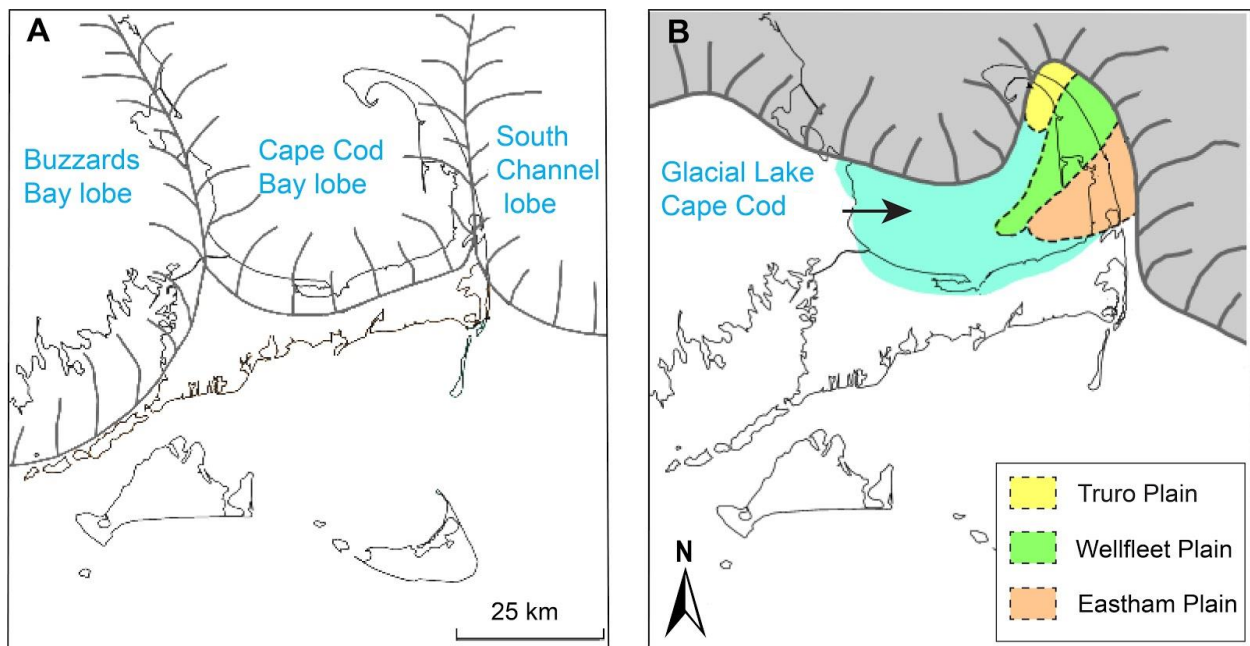 A
Buzzards
Bay lobe
Cape Cod
Bay lobe
South
Channel
lobe
25 km
B
Glacial Lake
Cape Cod
N
Truro Plain
Wellfleet Plain
Eastham Plain